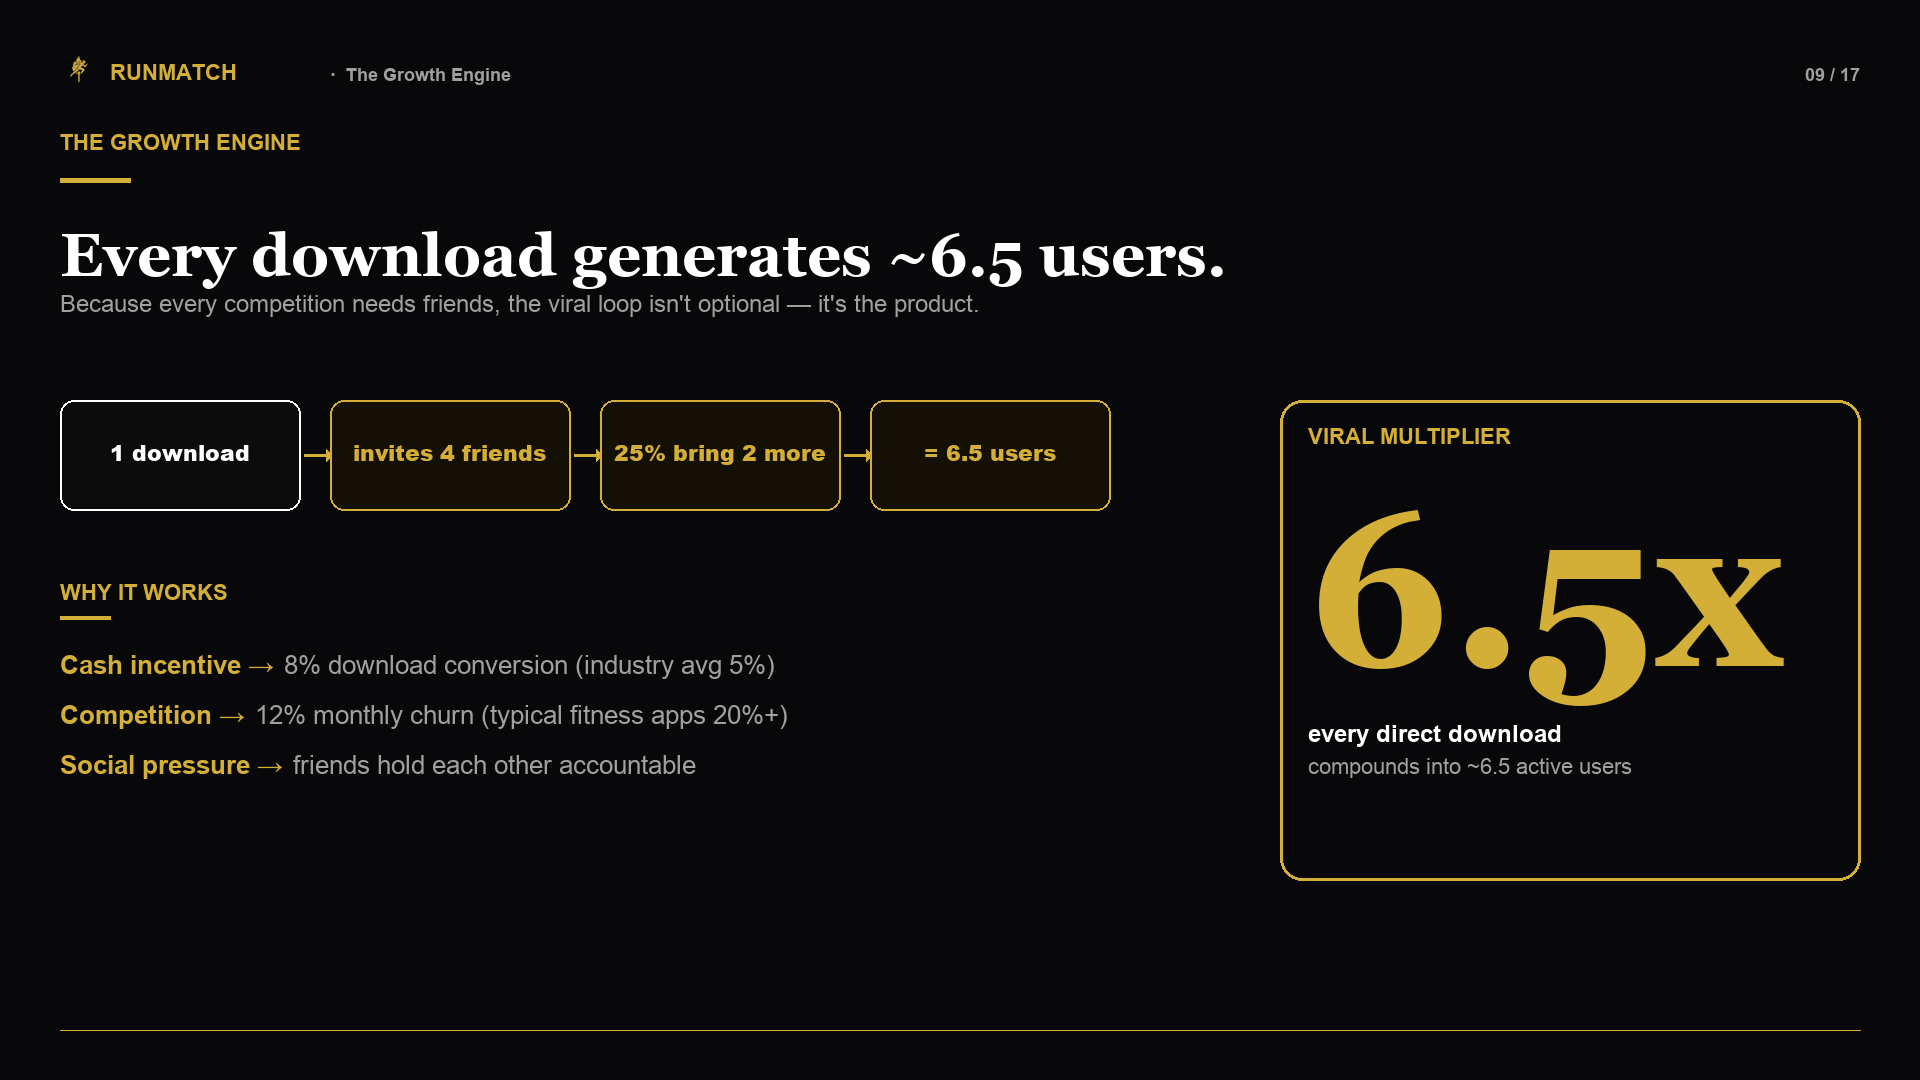 RUNMATCH · The Growth Engine 09 / 17
THE GROWTH ENGINE
Every download generates ~6.5 users.
Because every competition needs friends, the viral loop isn't optional — it's the product.
1 download → invites 4 friends → 25% bring 2 more → = 6.5 users
WHY IT WORKS
Cash incentive → 8% download conversion (industry avg 5%)
Competition → 12% monthly churn (typical fitness apps 20%+)
Social pressure → friends hold each other accountable
VIRAL MULTIPLIER
6.5x
every direct download
compounds into ~6.5 active users